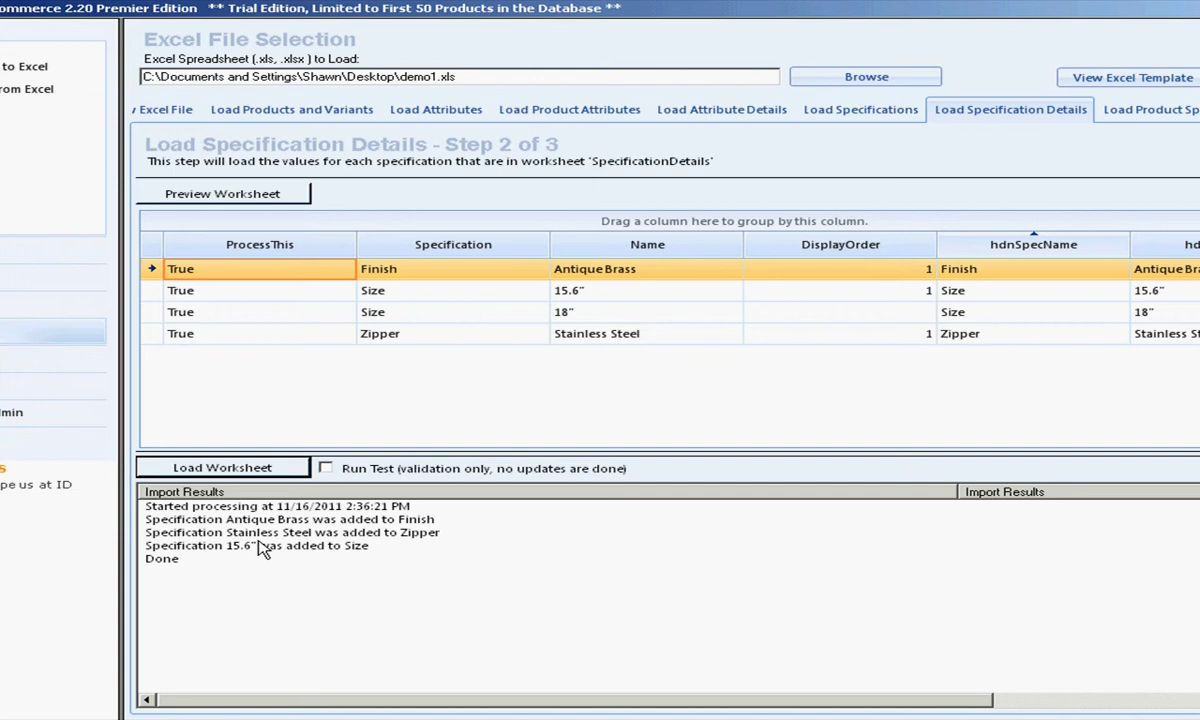 ommerce 2.20 Premier Edition ** Trial Edition, Limited to First 50 Products in the Database **
to Excel
rom Excel
dmin
s
pe us at ID
Excel File Selection
Excel Spreadsheet (.xls, .xlsx ) to Load:
C:\Documents and Settings\Shawn\Desktop\demo1.xls Browse View Excel Template
Excel File Load Products and Variants Load Attributes Load Product Attributes Load Attribute Details Load Specifications Load Specification Details Load Product Sp
Load Specification Details - Step 2 of 3
This step will load the values for each specification that are in worksheet 'SpecificationDetails'
Preview Worksheet
Drag a column here to group by this column.
ProcessThis Specification Name DisplayOrder hdnSpecName hd
True Finish Antique Brass 1 Finish Antique Bra
True Size 15.6" 1 Size 15.6"
True Size 18" Size 18"
True Zipper Stainless Steel 1 Zipper Stainless St
Load Worksheet Run Test (validation only, no updates are done)
Import Results Import Results
Started processing at 11/16/2011 2:36:21 PM
Specification Antique Brass was added to Finish
Specification Stainless Steel was added to Zipper
Specification 15.6" was added to Size
Done